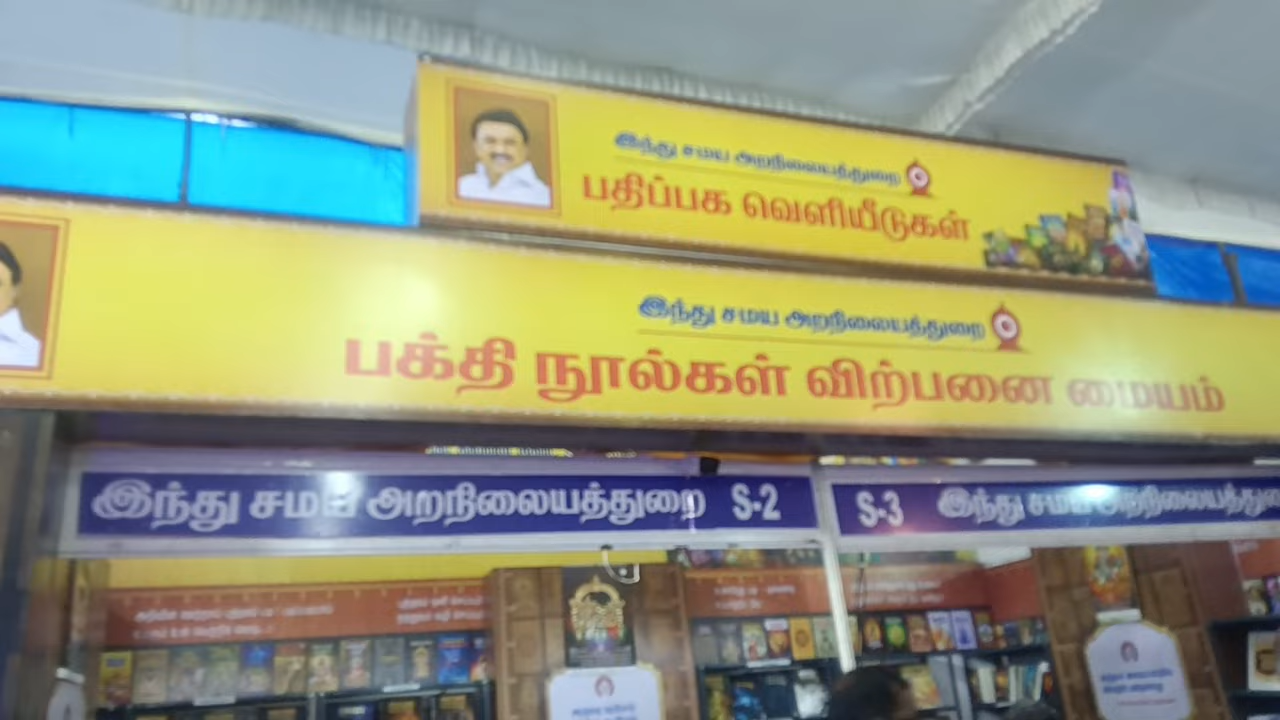 இந்து சமய அறநிலையத்துறை
பதிப்பக வெளியீடுகள்
இந்து சமய அறநிலையத்துறை
பக்தி நூல்கள் விற்பனை மையம்
இந்து சமய அறநிலையத்துறை S-2
S-3 இந்து சமய அறநிலையத்துறை